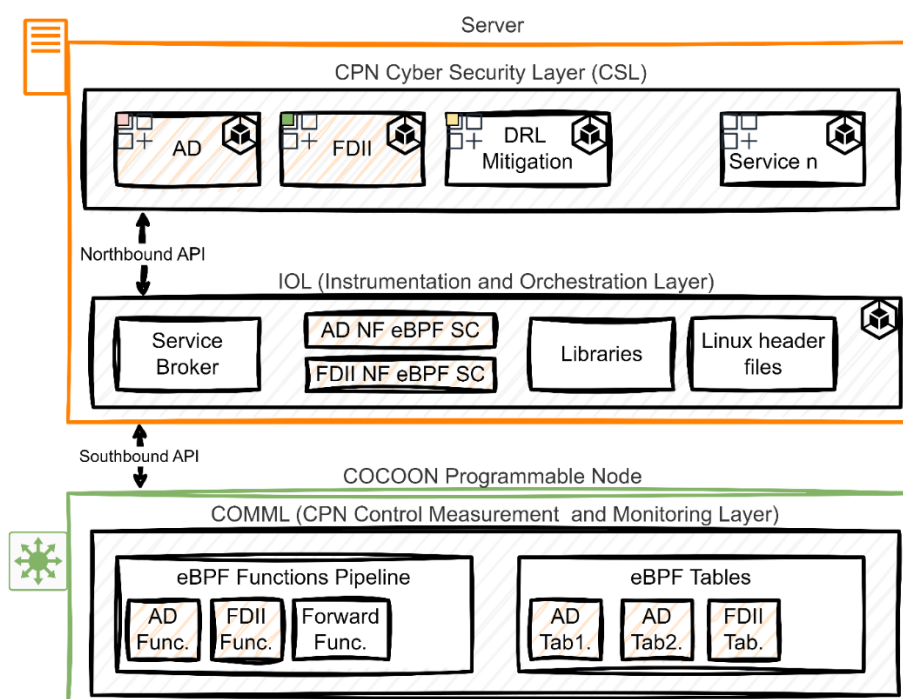 Server
CPN Cyber Security Layer (CSL)
AD
FDII
DRL
Mitigation
Service n
Northbound API
IOL (Instrumentation and Orchestration Layer)
Service
Broker
AD NF eBPF SC
FDII NF eBPF SC
Libraries
Linux header
files
Southbound API
COCOON Programmable Node
COMML (CPN Control Measurement and Monitoring Layer)
eBPF Functions Pipeline
AD
Func.
FDII
Func.
Forward
Func.
eBPF Tables
AD
Tab1.
AD
Tab2.
FDII
Tab.